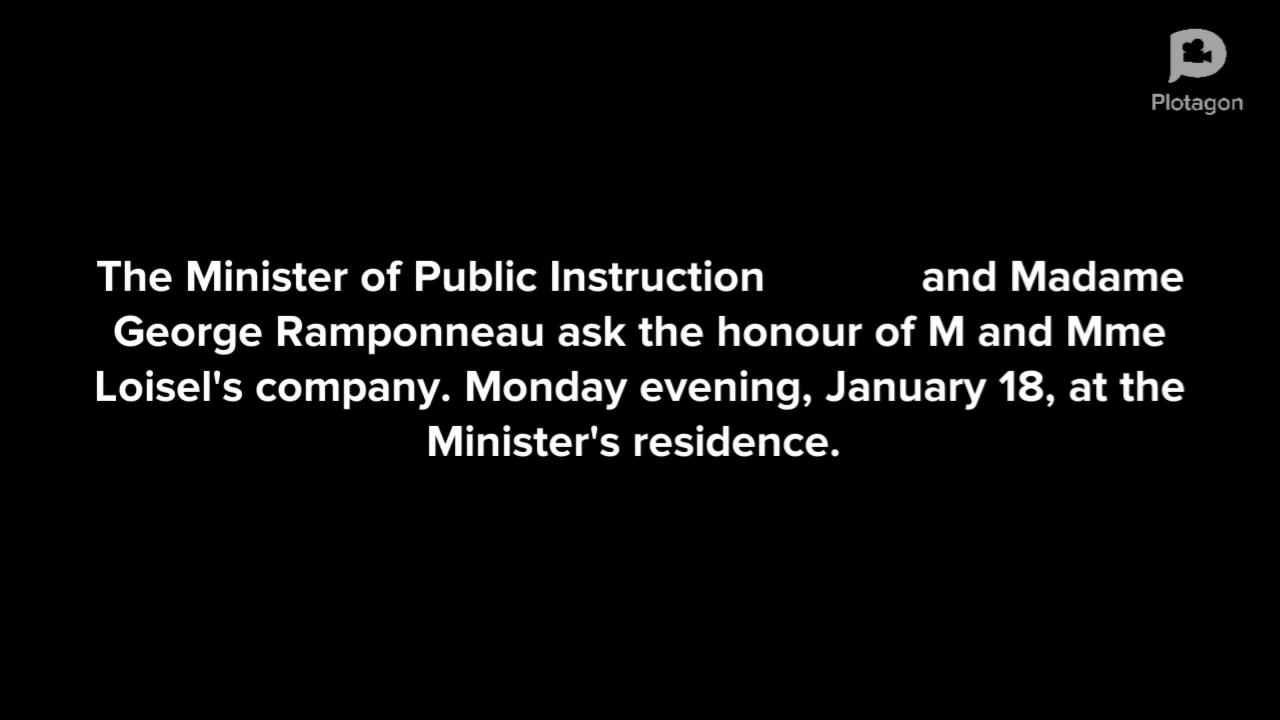 Plotagon
The Minister of Public Instruction and Madame
George Ramponneau ask the honour of M and Mme
Loisel's company. Monday evening, January 18, at the
Minister's residence.